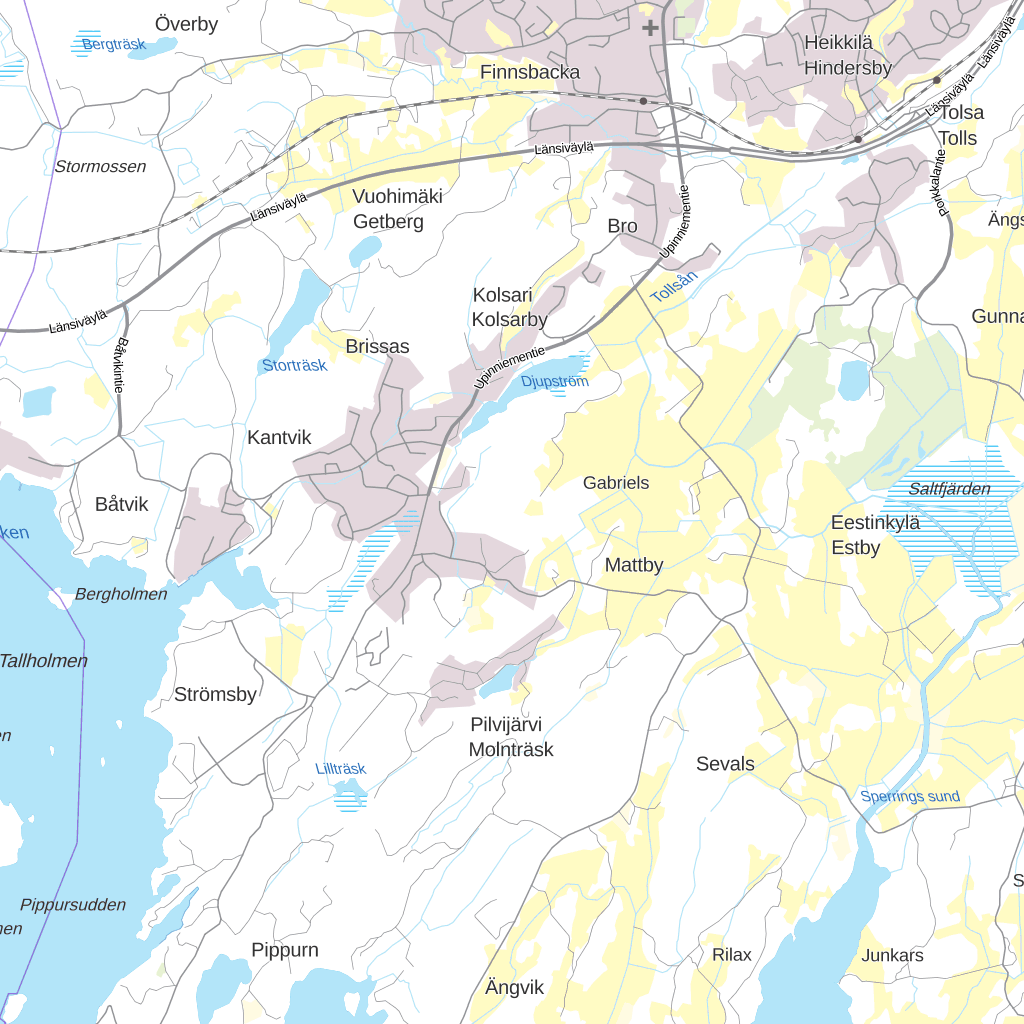 Överby
Bergträsk
Heikkilä
Hindersby
Finnsbacka
Länsiväylä
Länsiväylä
Tolsa
Tolls
Stormossen
Länsiväylä
Porkkalantie
Vuohimäki
Getberg
Länsiväylä
Upinniementie
Bro
Tollsån
Kolsari
Kolsarby
Länsiväylä
Båtvikintie
Brissas
Upinniementie
Storträsk
Djupström
Kantvik
Gabriels
Saltfjärden
Båtvik
Eestinkylä
Estby
Mattby
Bergholmen
Tallholmen
Strömsby
Pilvijärvi
Molnträsk
Sevals
Lillträsk
Sperrings sund
Pippursudden
Pippurn
Rilax
Junkars
Ängvik